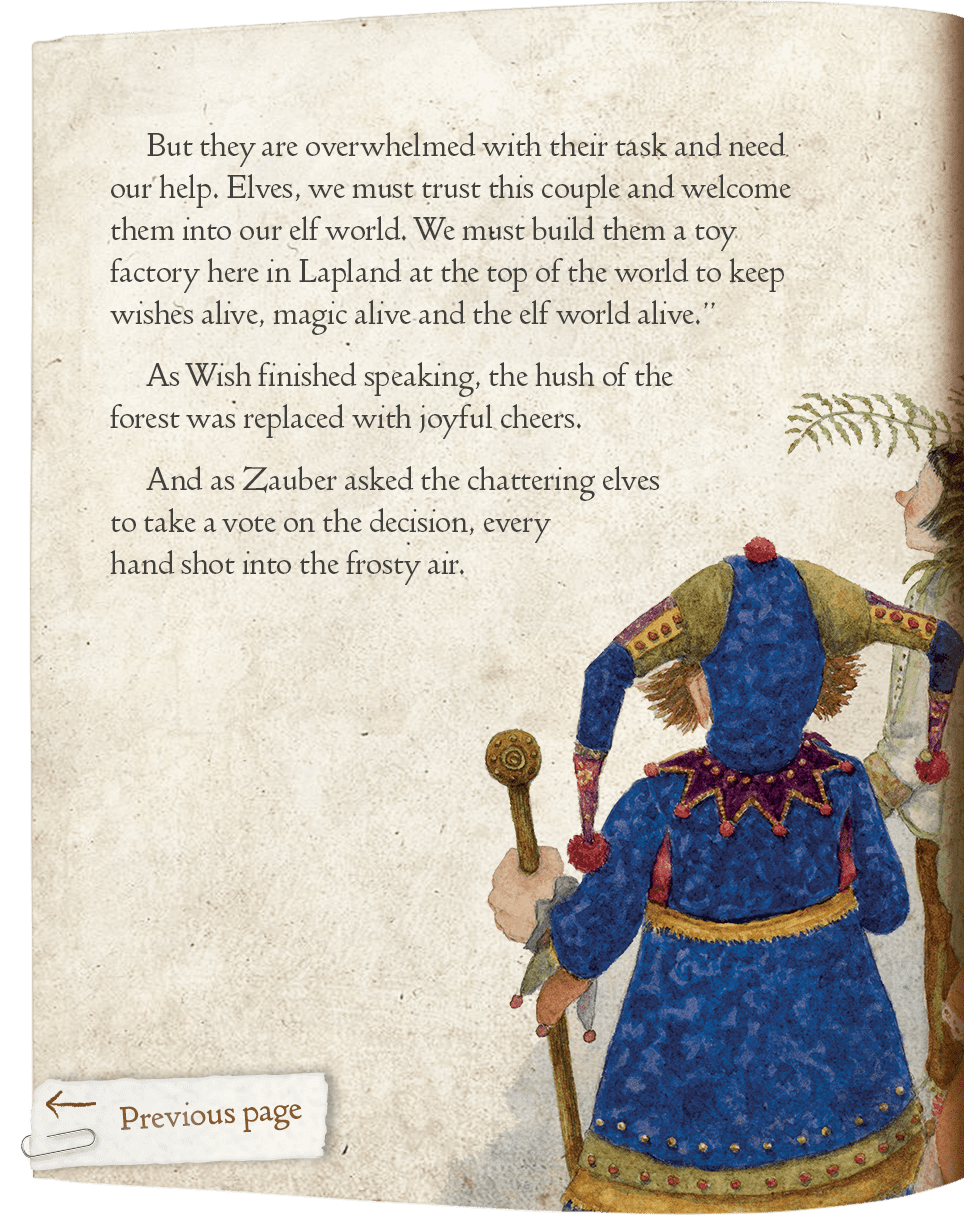 But they are overwhelmed with their task and need
our help. Elves, we must trust this couple and welcome
them into our elf world. We must build them a toy
factory here in Lapland at the top of the world to keep
wishes alive, magic alive and the elf world alive.”
As Wish finished speaking, the hush of the
forest was replaced with joyful cheers.
And as Zauber asked the chattering elves
to take a vote on the decision, every
hand shot into the frosty air.
Previous page